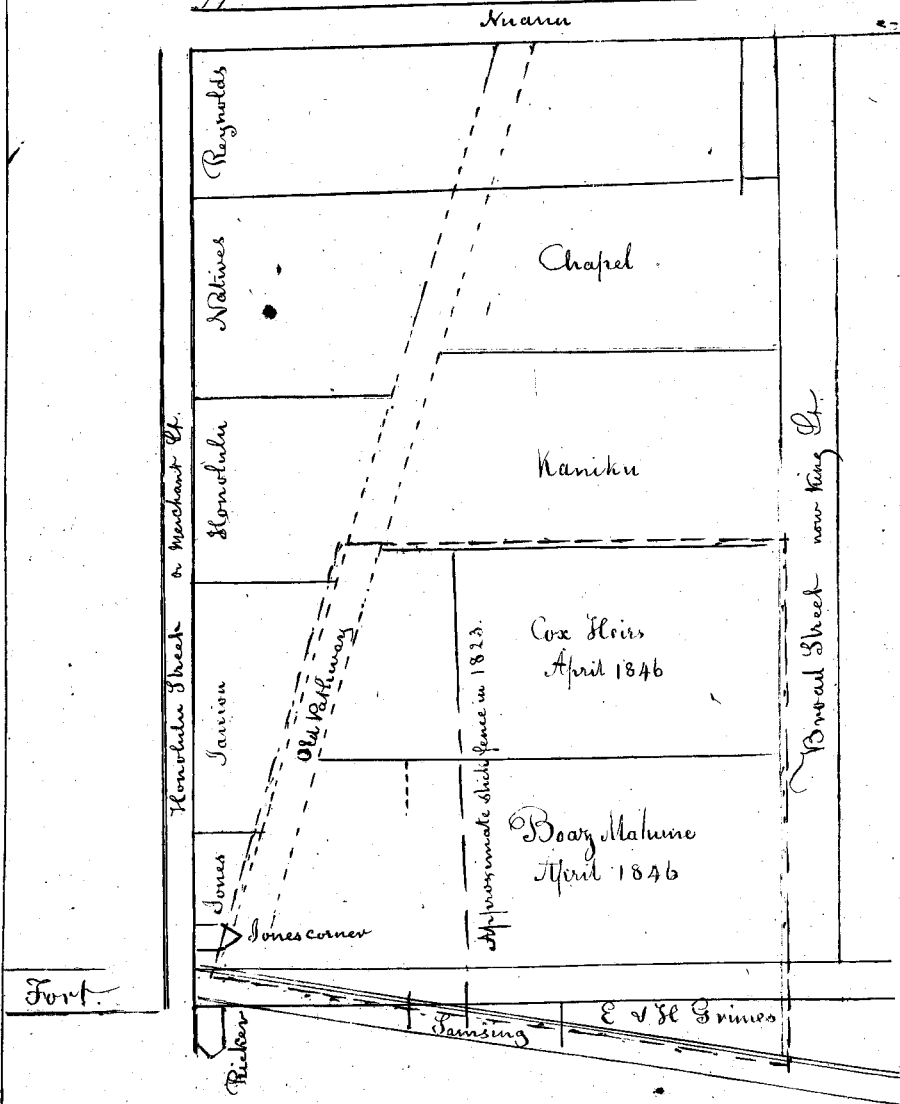 Nuanu
Reynolds
Natives
Chapel
Honolulu
Kaniku
Honolulu Street or Merchant St.
Broad Street now King St.
Old Pathway
Approximate stick fence in 1823.
Cox Heirs
April 1846
Boaz Mahune
April 1846
Jones
Jones corner
Fort.
Samsing
E & H Grimes
Ricker